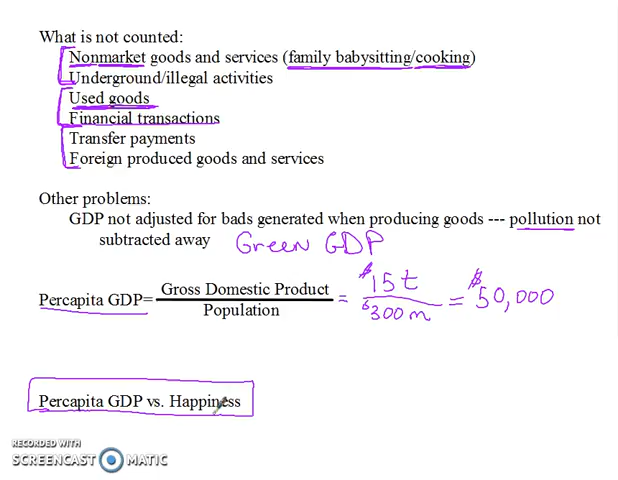 What is not counted:
Nonmarket goods and services (family babysitting/cooking)
Underground/illegal activities
Used goods
Financial transactions
Transfer payments
Foreign produced goods and services
Other problems:
GDP not adjusted for bads generated when producing goods --- pollution not
subtracted away Green GDP
Percapita GDP= Gross Domestic Product / Population = $15t / $300m = $50,000
Percapita GDP vs. Happiness
RECORDED WITH
SCREENCAST MATIC